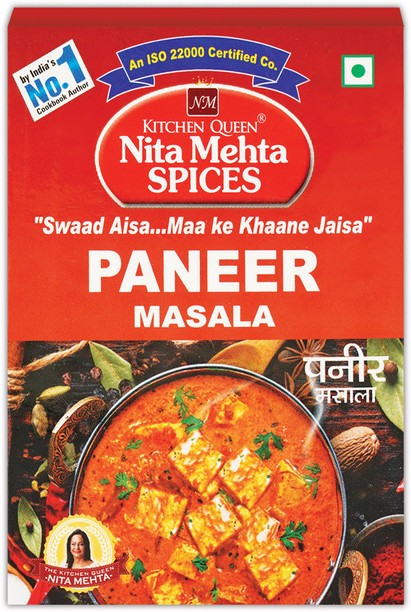 An ISO 22000 Certified Co.
by India's
No.1
Cookbook Author
NM
KITCHEN QUEEN®
Nita Mehta
SPICES
"Swaad Aisa...Maa ke Khaane Jaisa"
PANEER
MASALA
पनीर
मसाला
THE KITCHEN QUEEN
-NITA MEHTA-